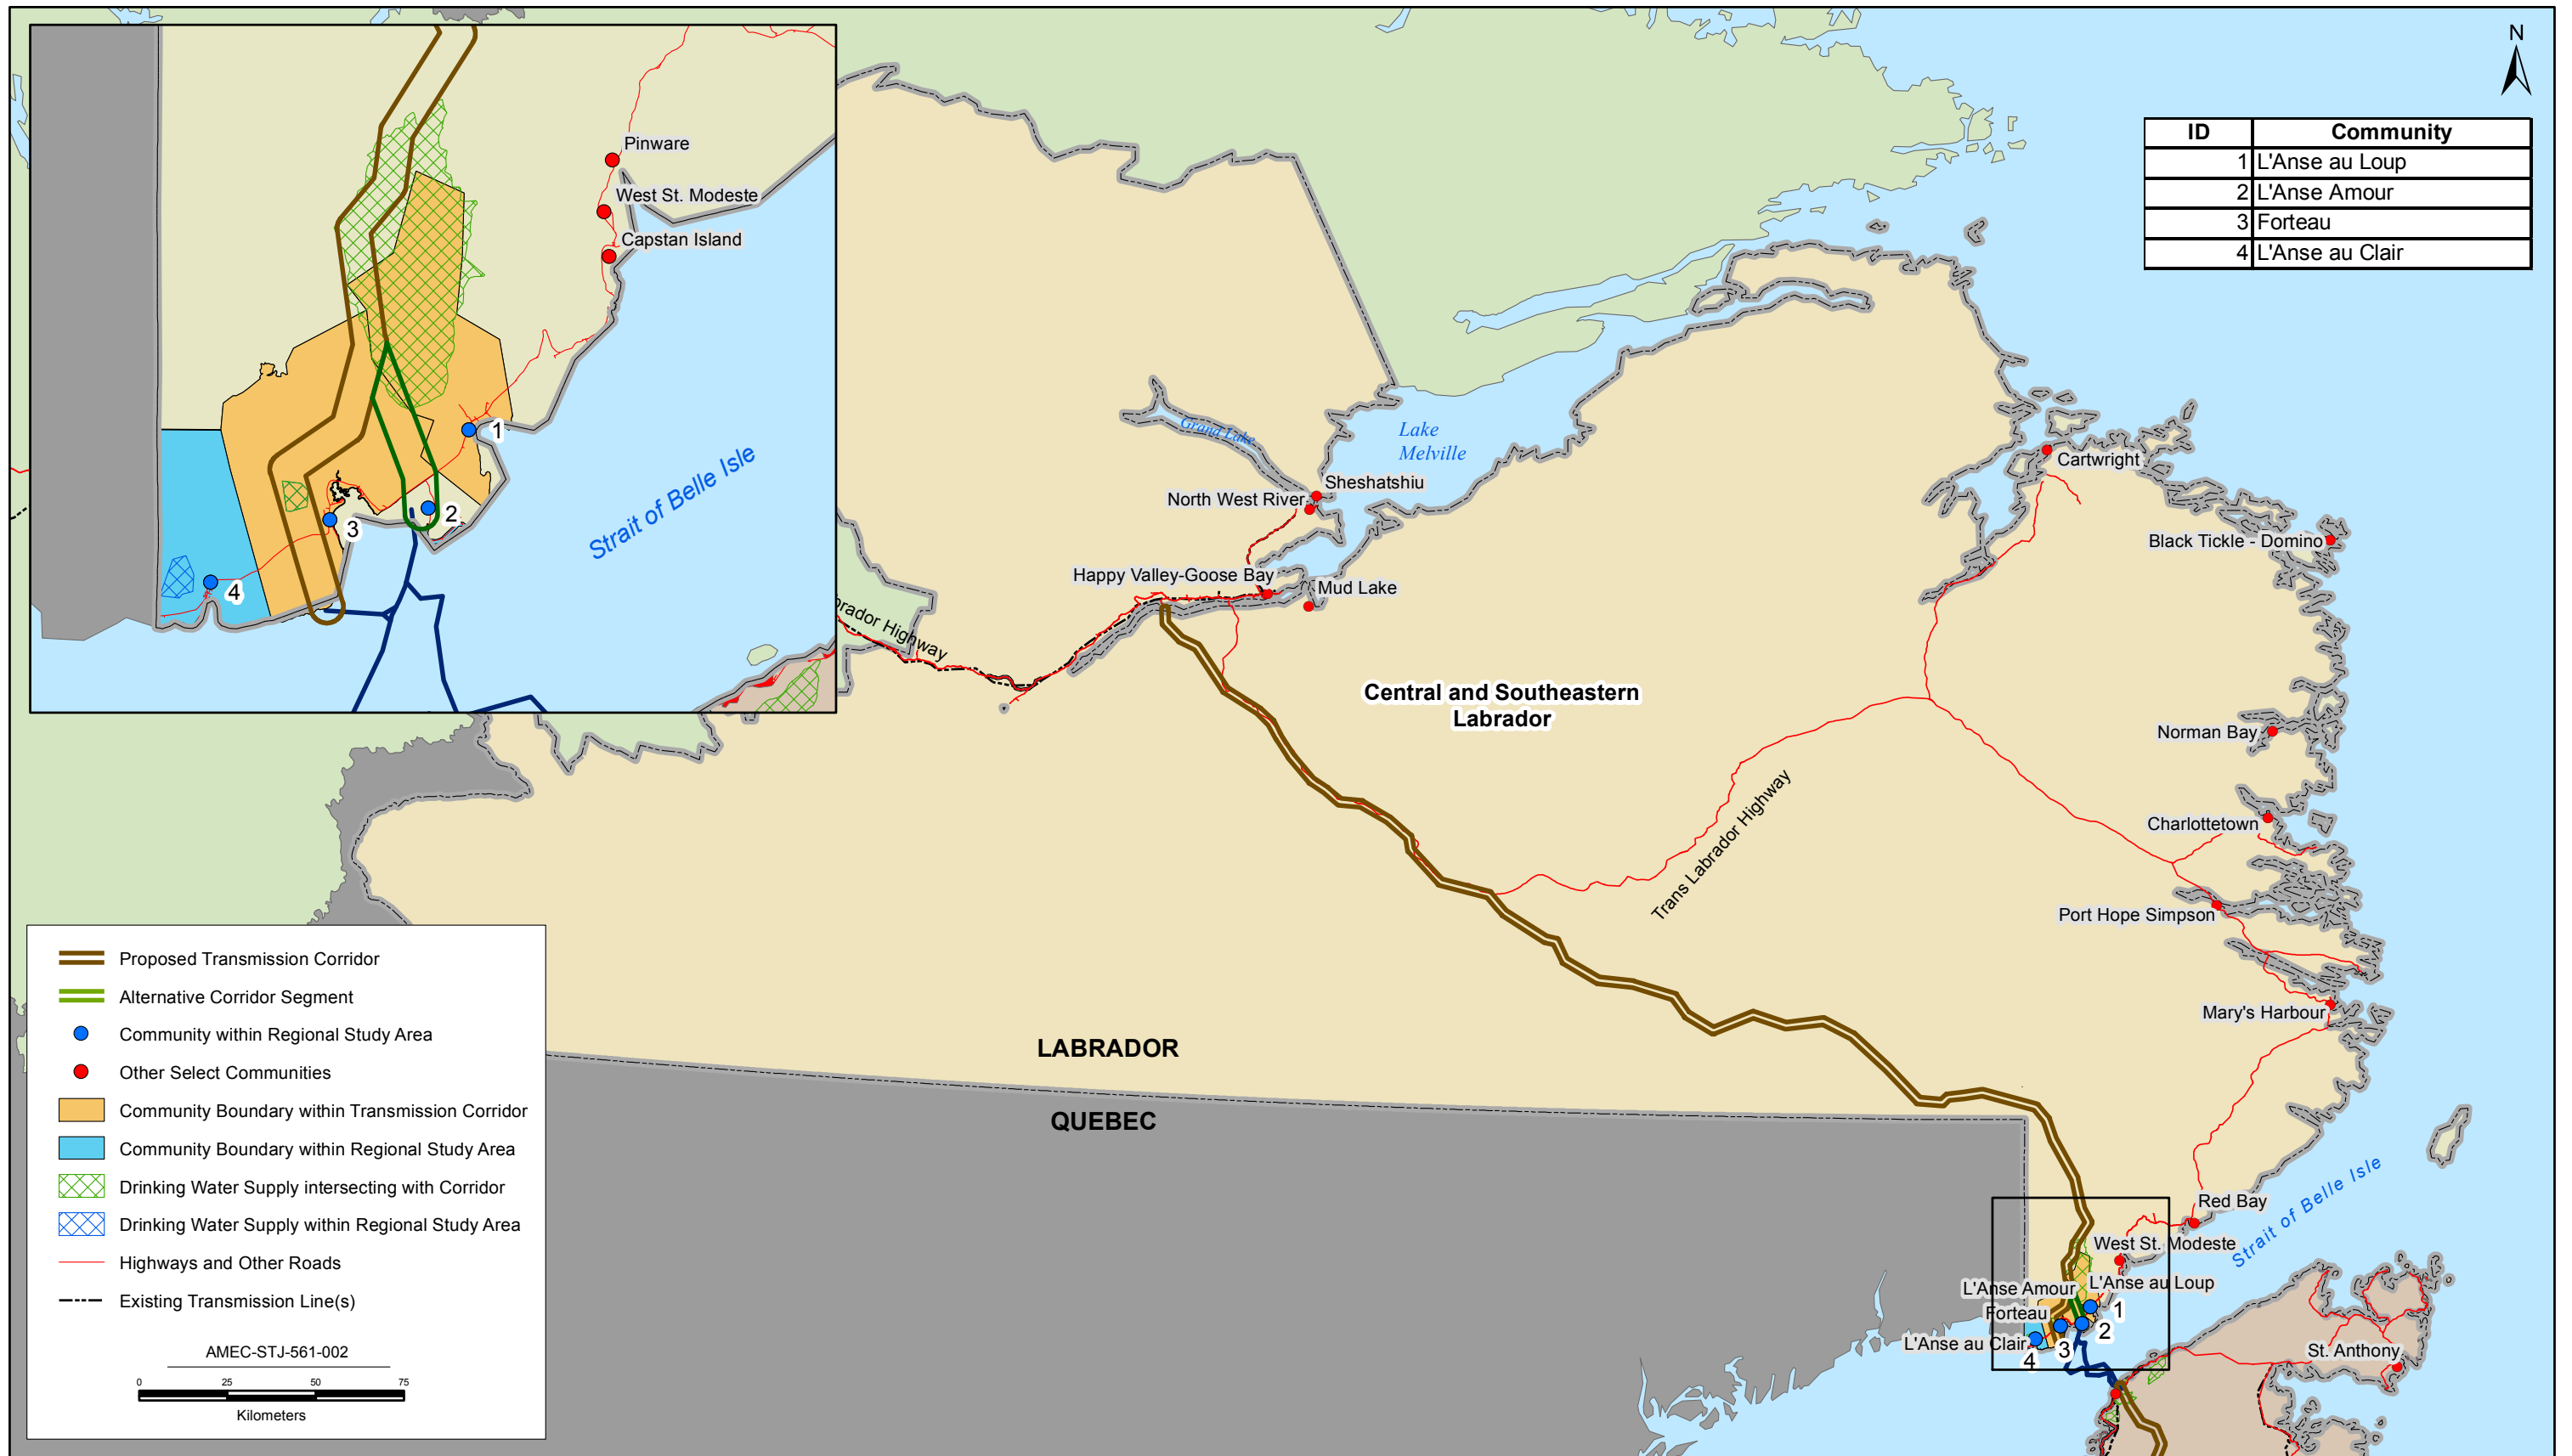 N
ID Community
1 L'Anse au Loup
2 L'Anse Amour
3 Forteau
4 L'Anse au Clair
Pinware
West St. Modeste
Capstan Island
1
2
3
4
Strait of Belle Isle
Grand Lake
Lake
Melville
Sheshatshiu
North West River
Happy Valley-Goose Bay
Mud Lake
Cartwright
Black Tickle - Domino
Highway
Central and Southeastern
Labrador
Norman Bay
Charlottetown
Trans Labrador Highway
Port Hope Simpson
Mary's Harbour
LABRADOR
QUEBEC
Red Bay
Strait of Belle Isle
West St. Modeste
L'Anse au Loup
L'Anse Amour
Forteau
L'Anse au Clair
1
2
3
4
St. Anthony
Proposed Transmission Corridor
Alternative Corridor Segment
Community within Regional Study Area
Other Select Communities
Community Boundary within Transmission Corridor
Community Boundary within Regional Study Area
Drinking Water Supply intersecting with Corridor
Drinking Water Supply within Regional Study Area
Highways and Other Roads
Existing Transmission Line(s)
AMEC-STJ-561-002
0 25 50 75
Kilometers